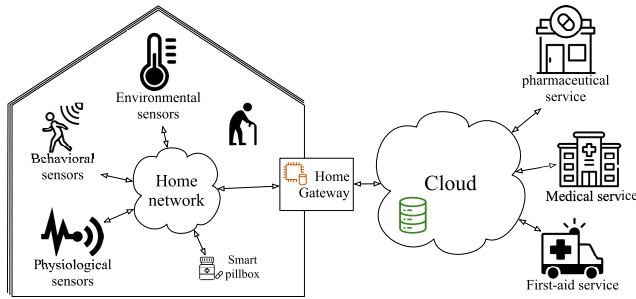 Environmental
sensors
Behavioral
sensors
Physiological
sensors
Home
network
Smart
pillbox
Home
Gateway
Cloud
pharmaceutical
service
Medical service
First-aid service